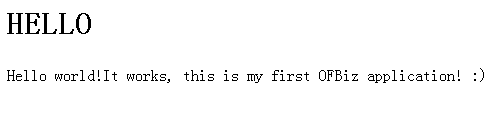 HELLO
Hello world!It works, this is my first OFBiz application! :)